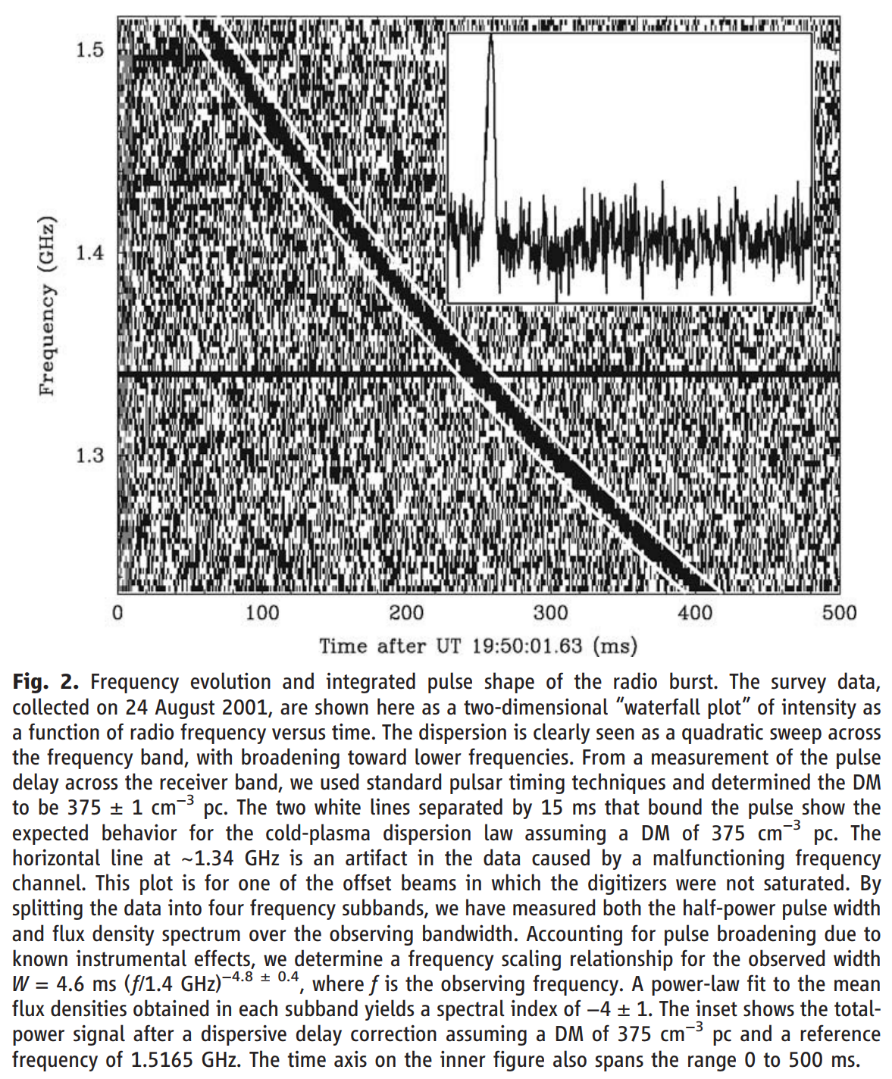 1.5
1.4
1.3
Frequency (GHz)
0 100 200 300 400 500
Time after UT 19:50:01.63 (ms)
Fig. 2. Frequency evolution and integrated pulse shape of the radio burst. The survey data,
collected on 24 August 2001, are shown here as a two-dimensional “waterfall plot” of intensity as
a function of radio frequency versus time. The dispersion is clearly seen as a quadratic sweep across
the frequency band, with broadening toward lower frequencies. From a measurement of the pulse
delay across the receiver band, we used standard pulsar timing techniques and determined the DM
to be 375 ± 1 cm⁻³ pc. The two white lines separated by 15 ms that bound the pulse show the
expected behavior for the cold-plasma dispersion law assuming a DM of 375 cm⁻³ pc. The
horizontal line at ~1.34 GHz is an artifact in the data caused by a malfunctioning frequency
channel. This plot is for one of the offset beams in which the digitizers were not saturated. By
splitting the data into four frequency subbands, we have measured both the half-power pulse width
and flux density spectrum over the observing bandwidth. Accounting for pulse broadening due to
known instrumental effects, we determine a frequency scaling relationship for the observed width
W = 4.6 ms (f/1.4 GHz)⁻⁴·⁸ ± ⁰·⁴, where f is the observing frequency. A power-law fit to the mean
flux densities obtained in each subband yields a spectral index of –4 ± 1. The inset shows the total-
power signal after a dispersive delay correction assuming a DM of 375 cm⁻³ pc and a reference
frequency of 1.5165 GHz. The time axis on the inner figure also spans the range 0 to 500 ms.